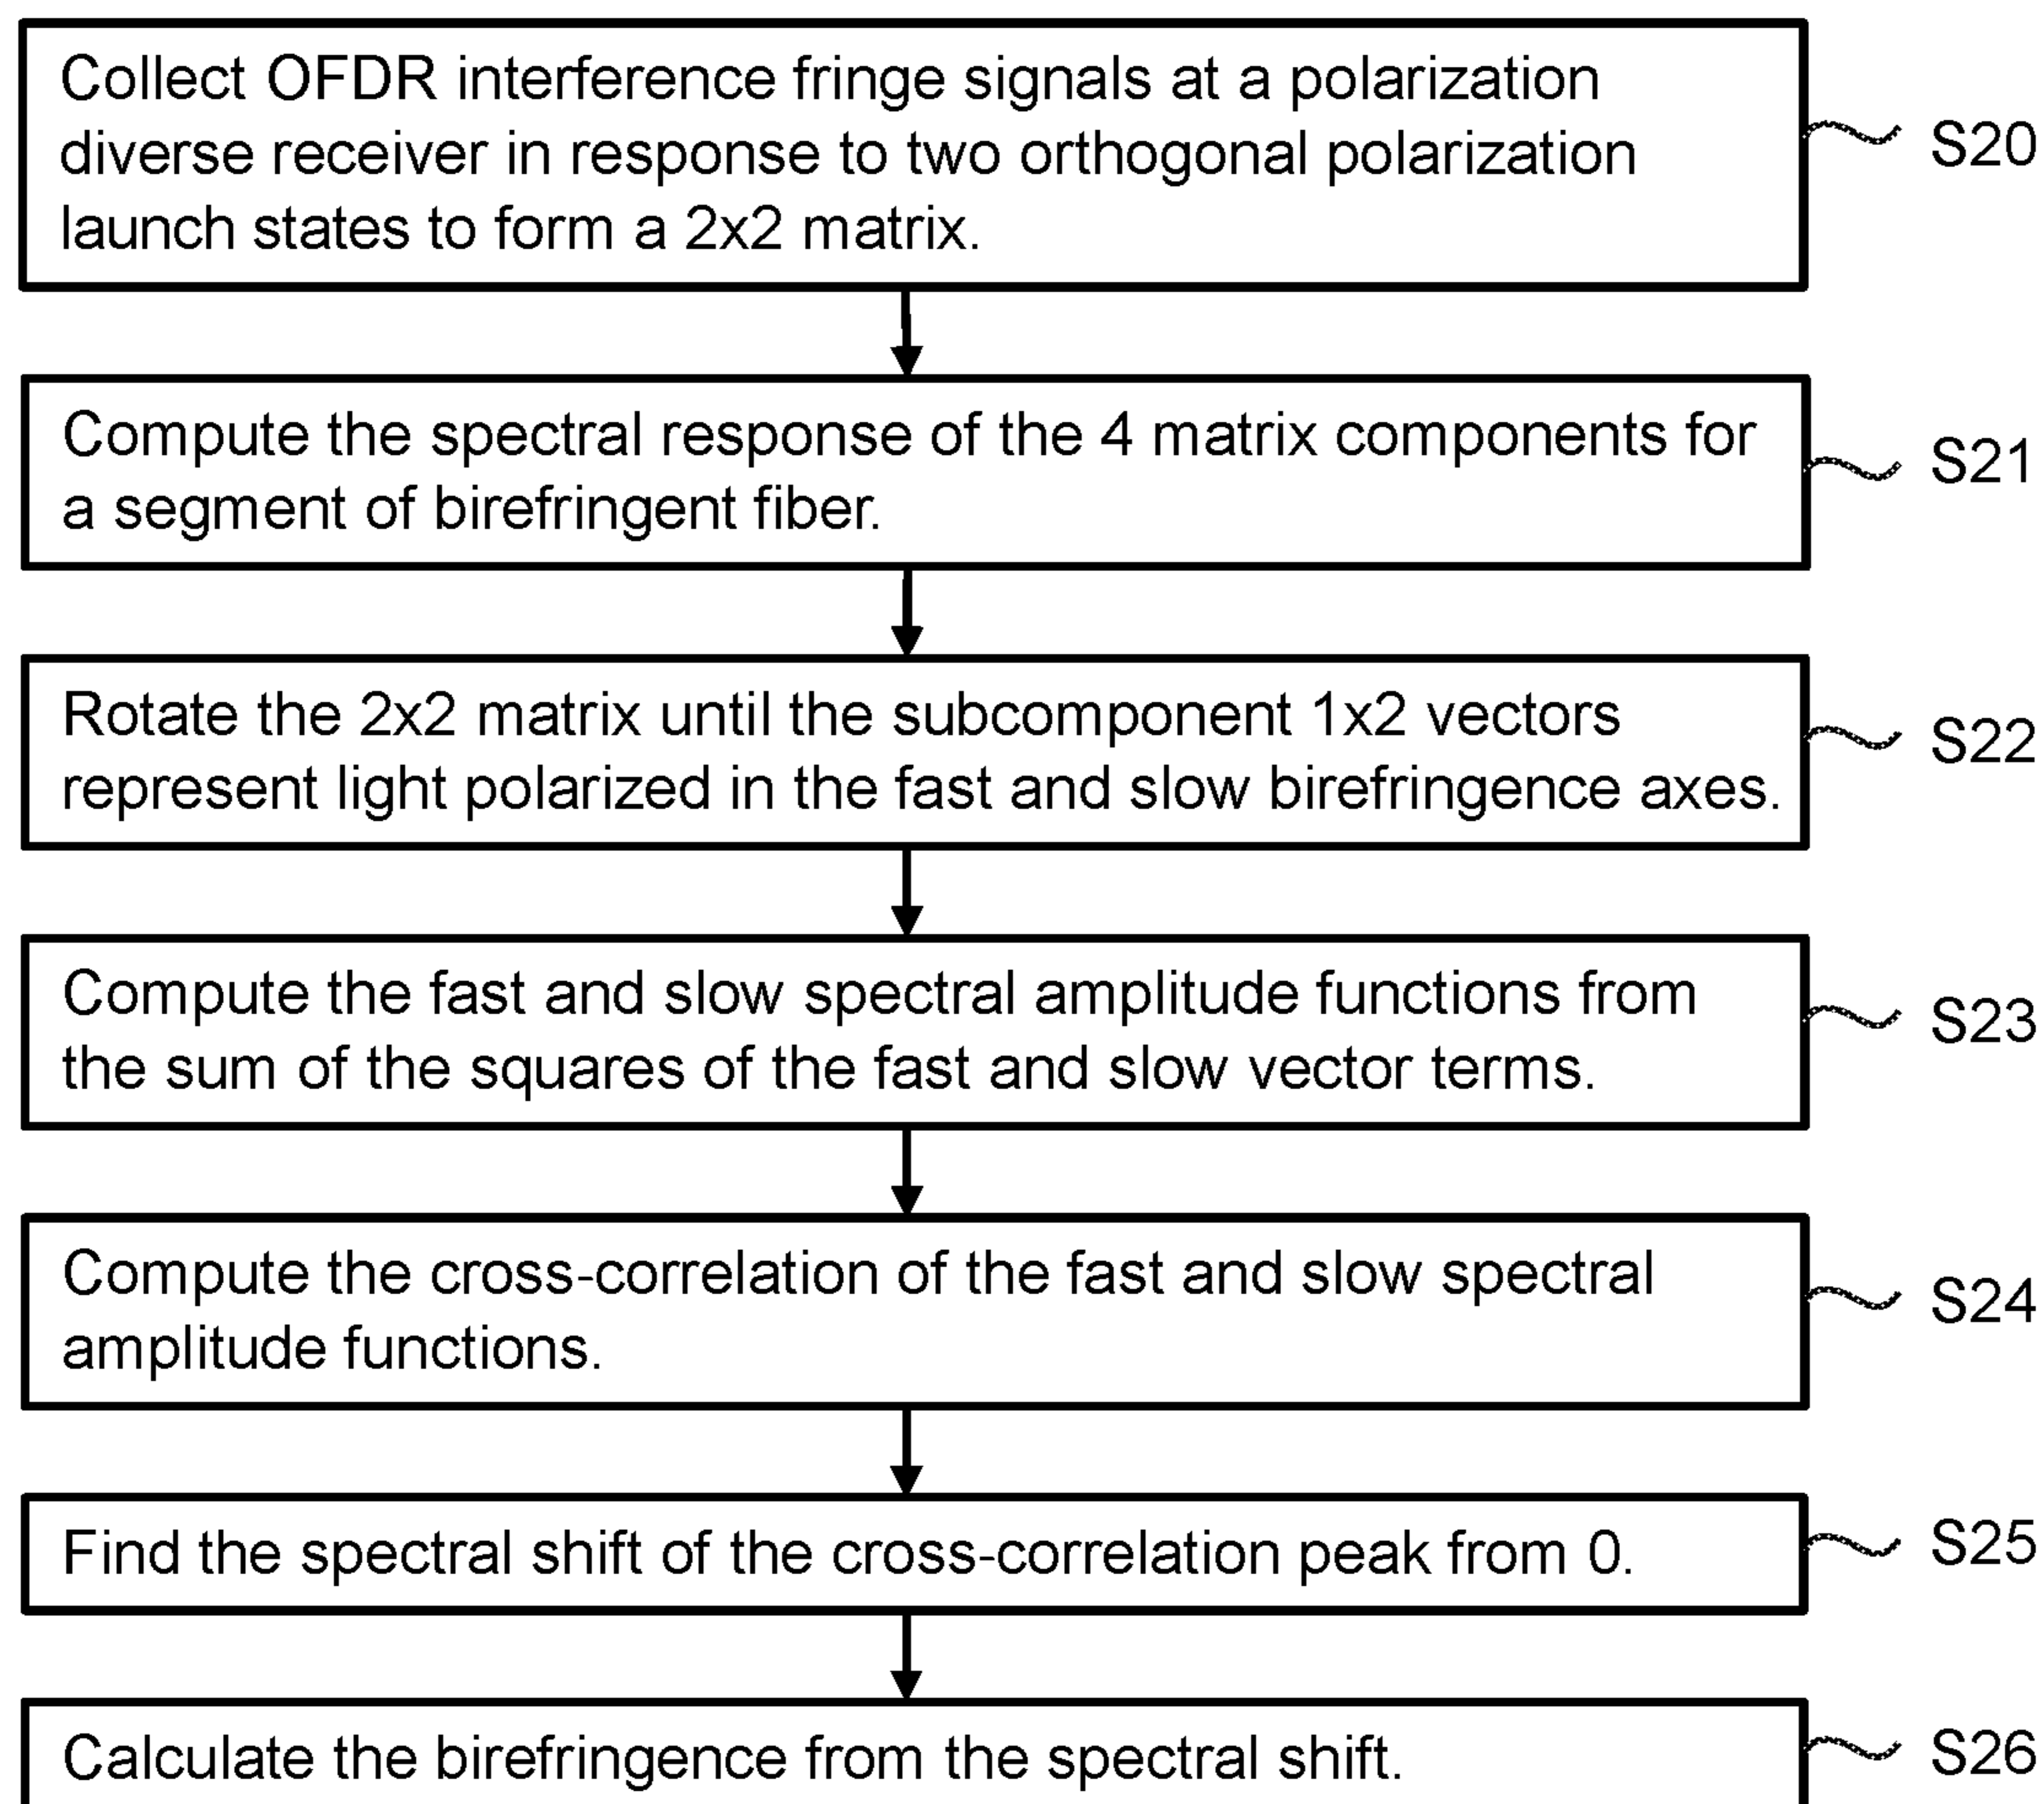 Collect OFDR interference fringe signals at a polarization
diverse receiver in response to two orthogonal polarization
launch states to form a 2x2 matrix.
S20
Compute the spectral response of the 4 matrix components for
a segment of birefringent fiber.
S21
Rotate the 2x2 matrix until the subcomponent 1x2 vectors
represent light polarized in the fast and slow birefringence axes.
S22
Compute the fast and slow spectral amplitude functions from
the sum of the squares of the fast and slow vector terms.
S23
Compute the cross-correlation of the fast and slow spectral
amplitude functions.
S24
Find the spectral shift of the cross-correlation peak from 0.
S25
Calculate the birefringence from the spectral shift.
S26